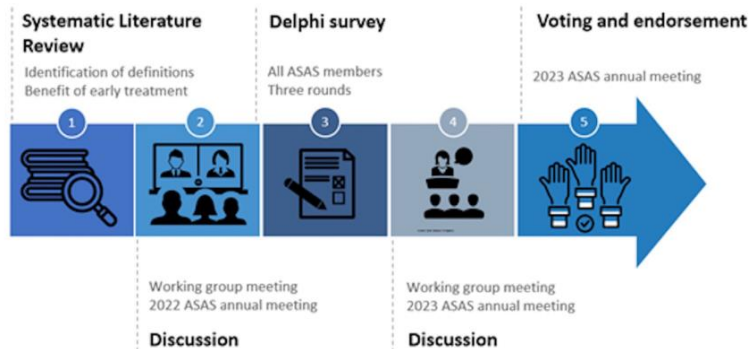 Systematic Literature
Review
Identification of definitions
Benefit of early treatment
Delphi survey
All ASAS members
Three rounds
Voting and endorsement
2023 ASAS annual meeting
1
2
3
4
5
Working group meeting
2022 ASAS annual meeting
Discussion
Working group meeting
2023 ASAS annual meeting
Discussion